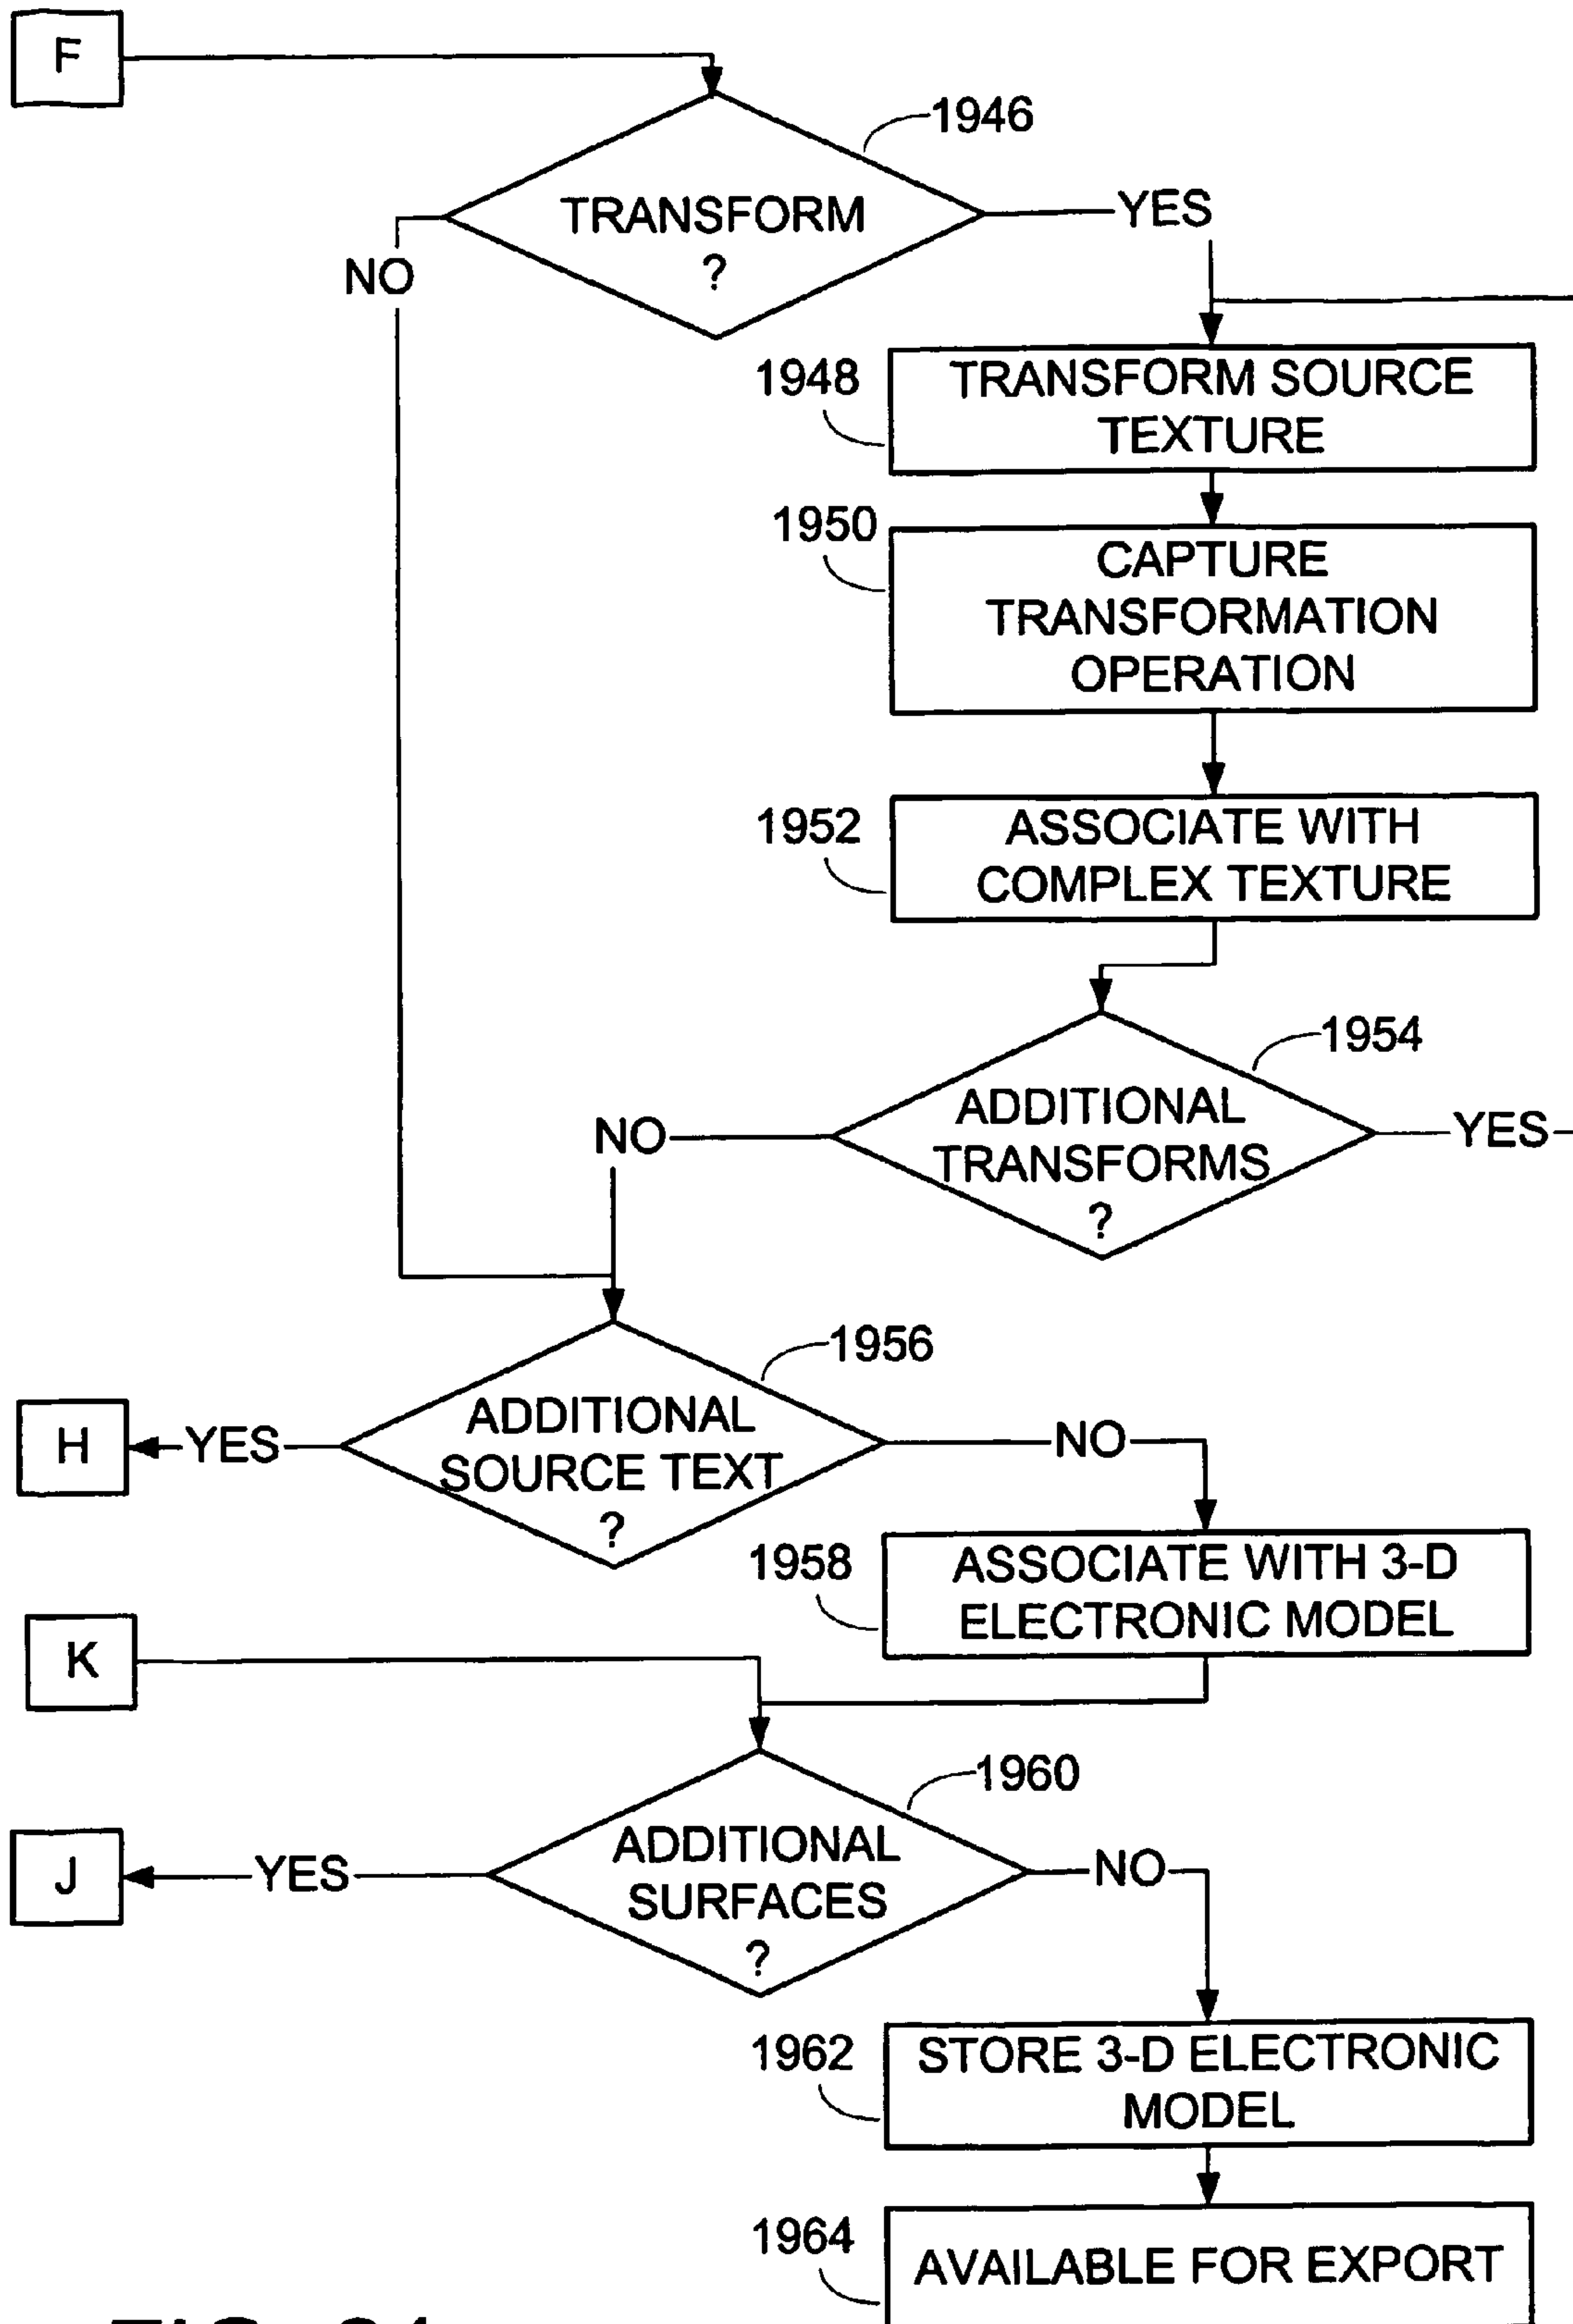 F
1946
TRANSFORM
?
YES
NO
1948
TRANSFORM SOURCE
TEXTURE
1950
CAPTURE
TRANSFORMATION
OPERATION
1952
ASSOCIATE WITH
COMPLEX TEXTURE
1954
ADDITIONAL
TRANSFORMS
?
NO
YES
1956
ADDITIONAL
SOURCE TEXT
?
H
YES
NO
1958
ASSOCIATE WITH 3-D
ELECTRONIC MODEL
K
1960
ADDITIONAL
SURFACES
?
J
YES
NO
1962
STORE 3-D ELECTRONIC
MODEL
1964
AVAILABLE FOR EXPORT